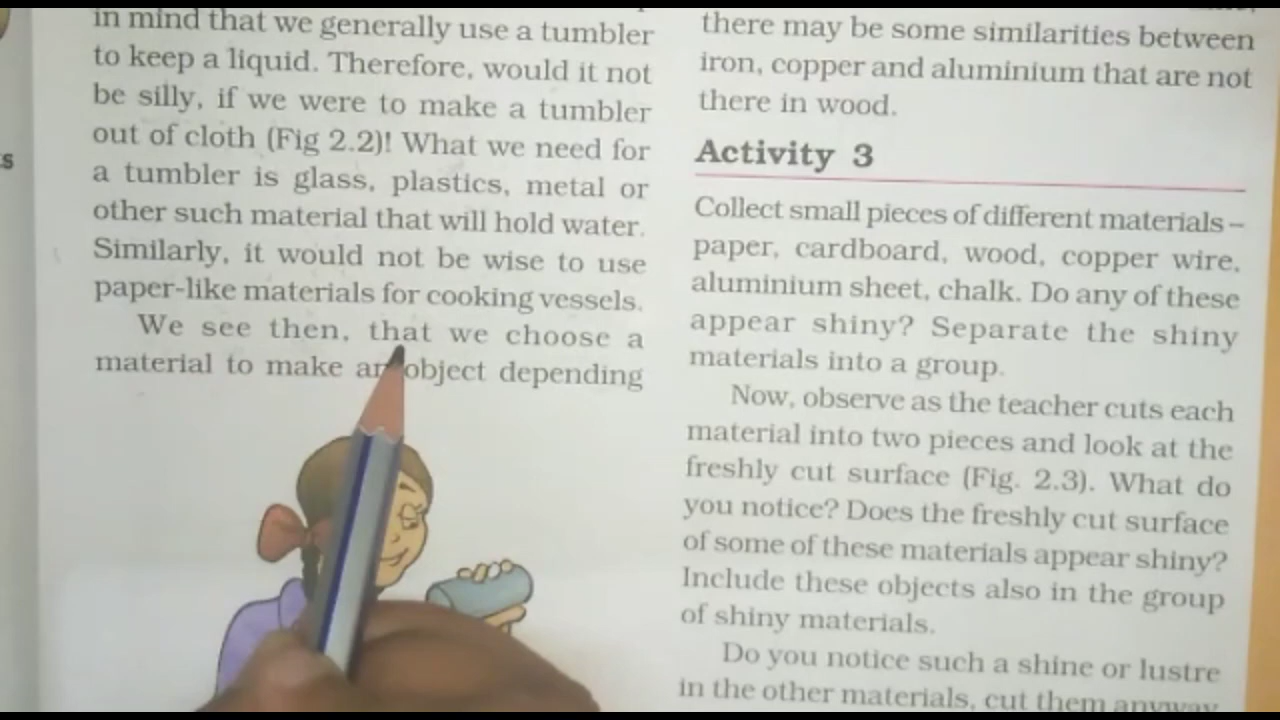 in mind that we generally use a tumbler
to keep a liquid. Therefore, would it not
be silly, if we were to make a tumbler
out of cloth (Fig 2.2)! What we need for
a tumbler is glass, plastics, metal or
other such material that will hold water.
Similarly, it would not be wise to use
paper-like materials for cooking vessels.
We see then, that we choose a
material to make an object depending
there may be some similarities between
iron, copper and aluminium that are not
there in wood.
Activity 3
Collect small pieces of different materials –
paper, cardboard, wood, copper wire,
aluminium sheet, chalk. Do any of these
appear shiny? Separate the shiny
materials into a group.
Now, observe as the teacher cuts each
material into two pieces and look at the
freshly cut surface (Fig. 2.3). What do
you notice? Does the freshly cut surface
of some of these materials appear shiny?
Include these objects also in the group
of shiny materials.
Do you notice such a shine or lustre
in the other materials, cut them anyway